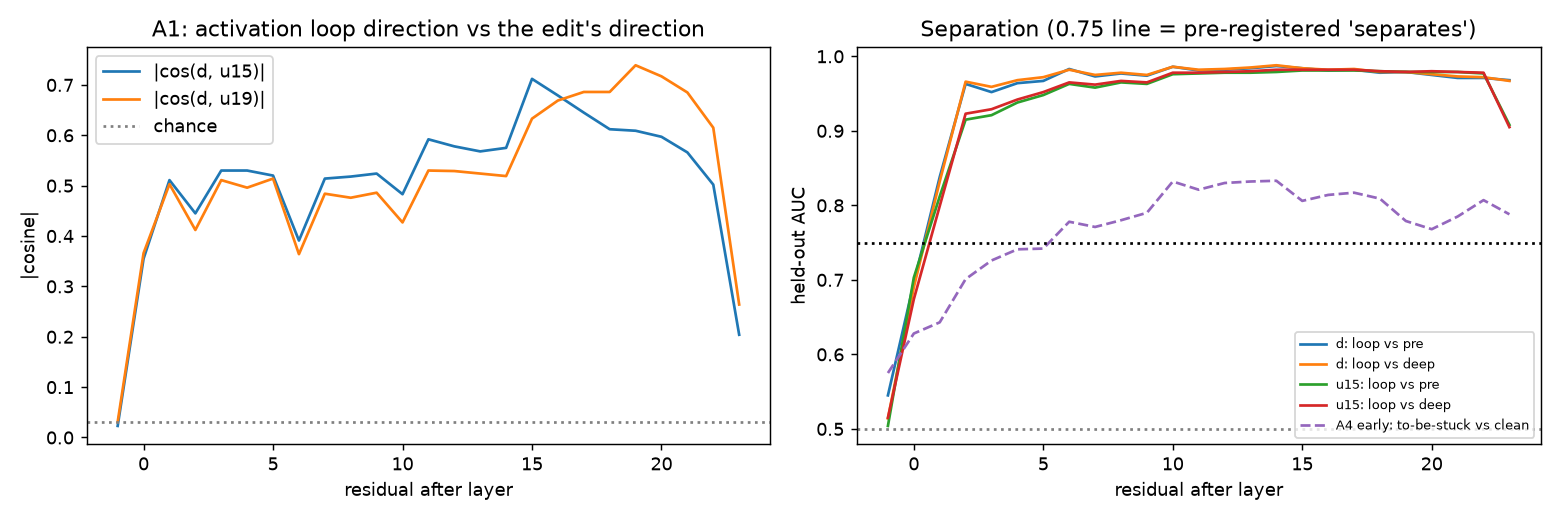 A1: activation loop direction vs the edit's direction
|cos(d, u15)|
|cos(d, u19)|
chance
|cosine|
0.7
0.6
0.5
0.4
0.3
0.2
0.1
0.0
0 5 10 15 20
residual after layer
Separation (0.75 line = pre-registered 'separates')
held-out AUC
1.0
0.9
0.8
0.7
0.6
0.5
d: loop vs pre
d: loop vs deep
u15: loop vs pre
u15: loop vs deep
A4 early: to-be-stuck vs clean
0 5 10 15 20
residual after layer